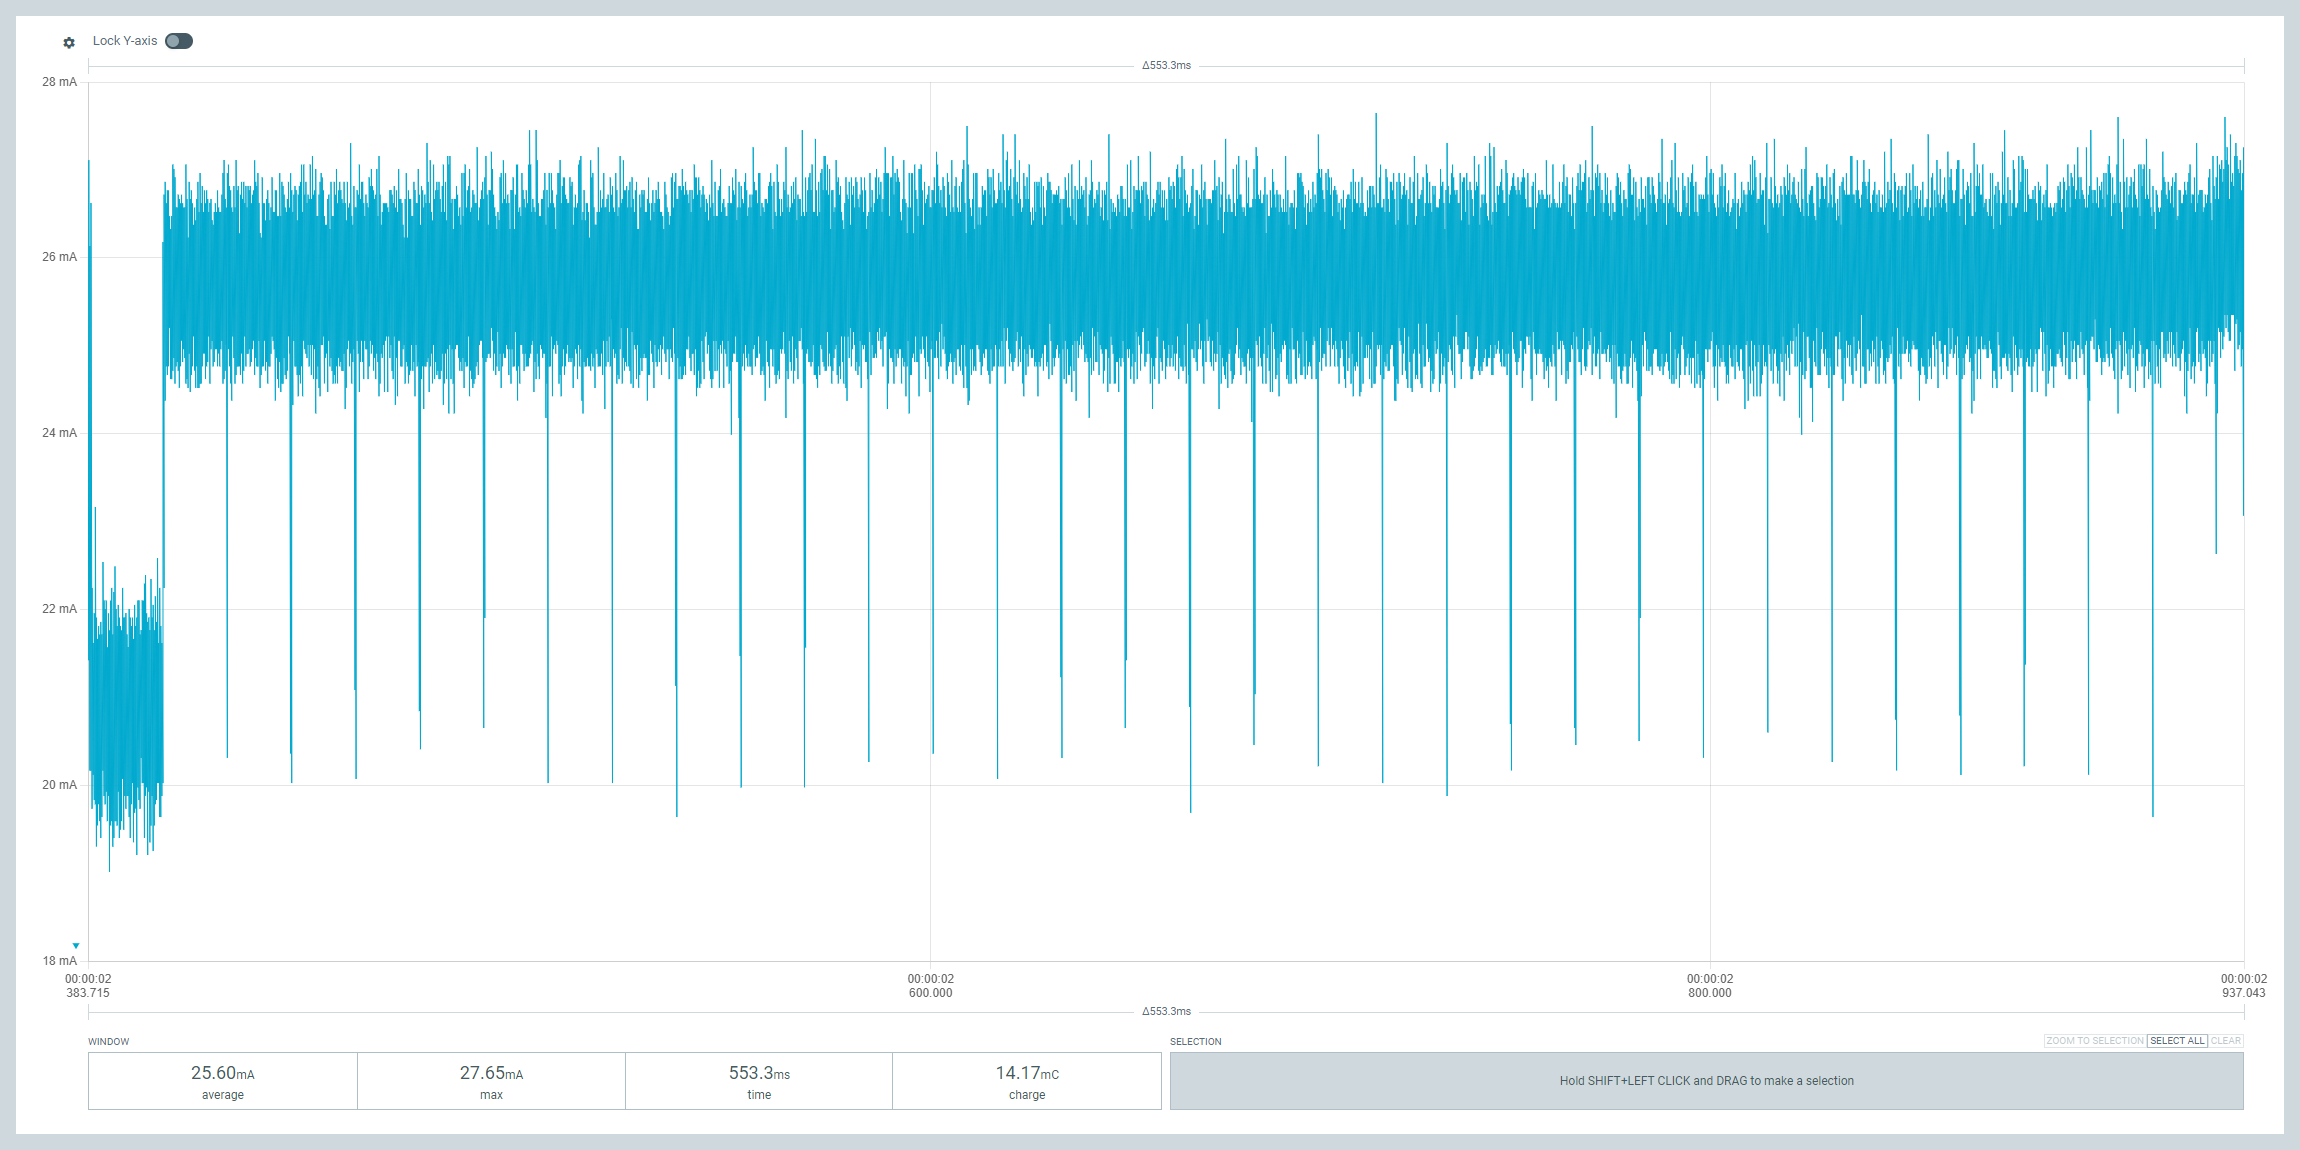 Lock Y-axis
Δ553.3ms
28 mA
26 mA
24 mA
22 mA
20 mA
18 mA
00:00:02
383.715
00:00:02
600.000
00:00:02
800.000
00:00:02
937.043
Δ553.3ms
WINDOW
25.60mA
average
27.65mA
max
553.3ms
time
14.17mC
charge
SELECTION
ZOOM TO SELECTION
SELECT ALL
CLEAR
Hold SHIFT+LEFT CLICK and DRAG to make a selection